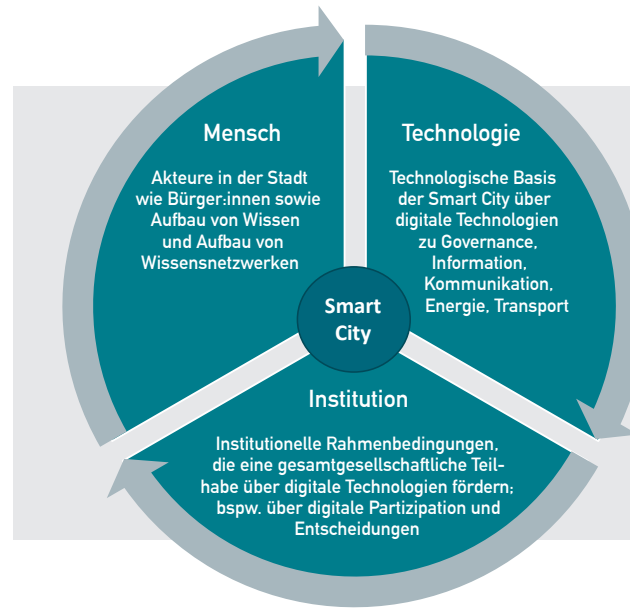 Mensch
Akteure in der Stadt
wie Bürger:innen sowie
Aufbau von Wissen
und Aufbau von
Wissensnetzwerken
Technologie
Technologische Basis
der Smart City über
digitale Technologien
zu Governance,
Information,
Kommunikation,
Energie, Transport
Smart
City
Institution
Institutionelle Rahmenbedingungen,
die eine gesamtgesellschaftliche Teil-
habe über digitale Technologien fördern;
bspw. über digitale Partizipation und
Entscheidungen